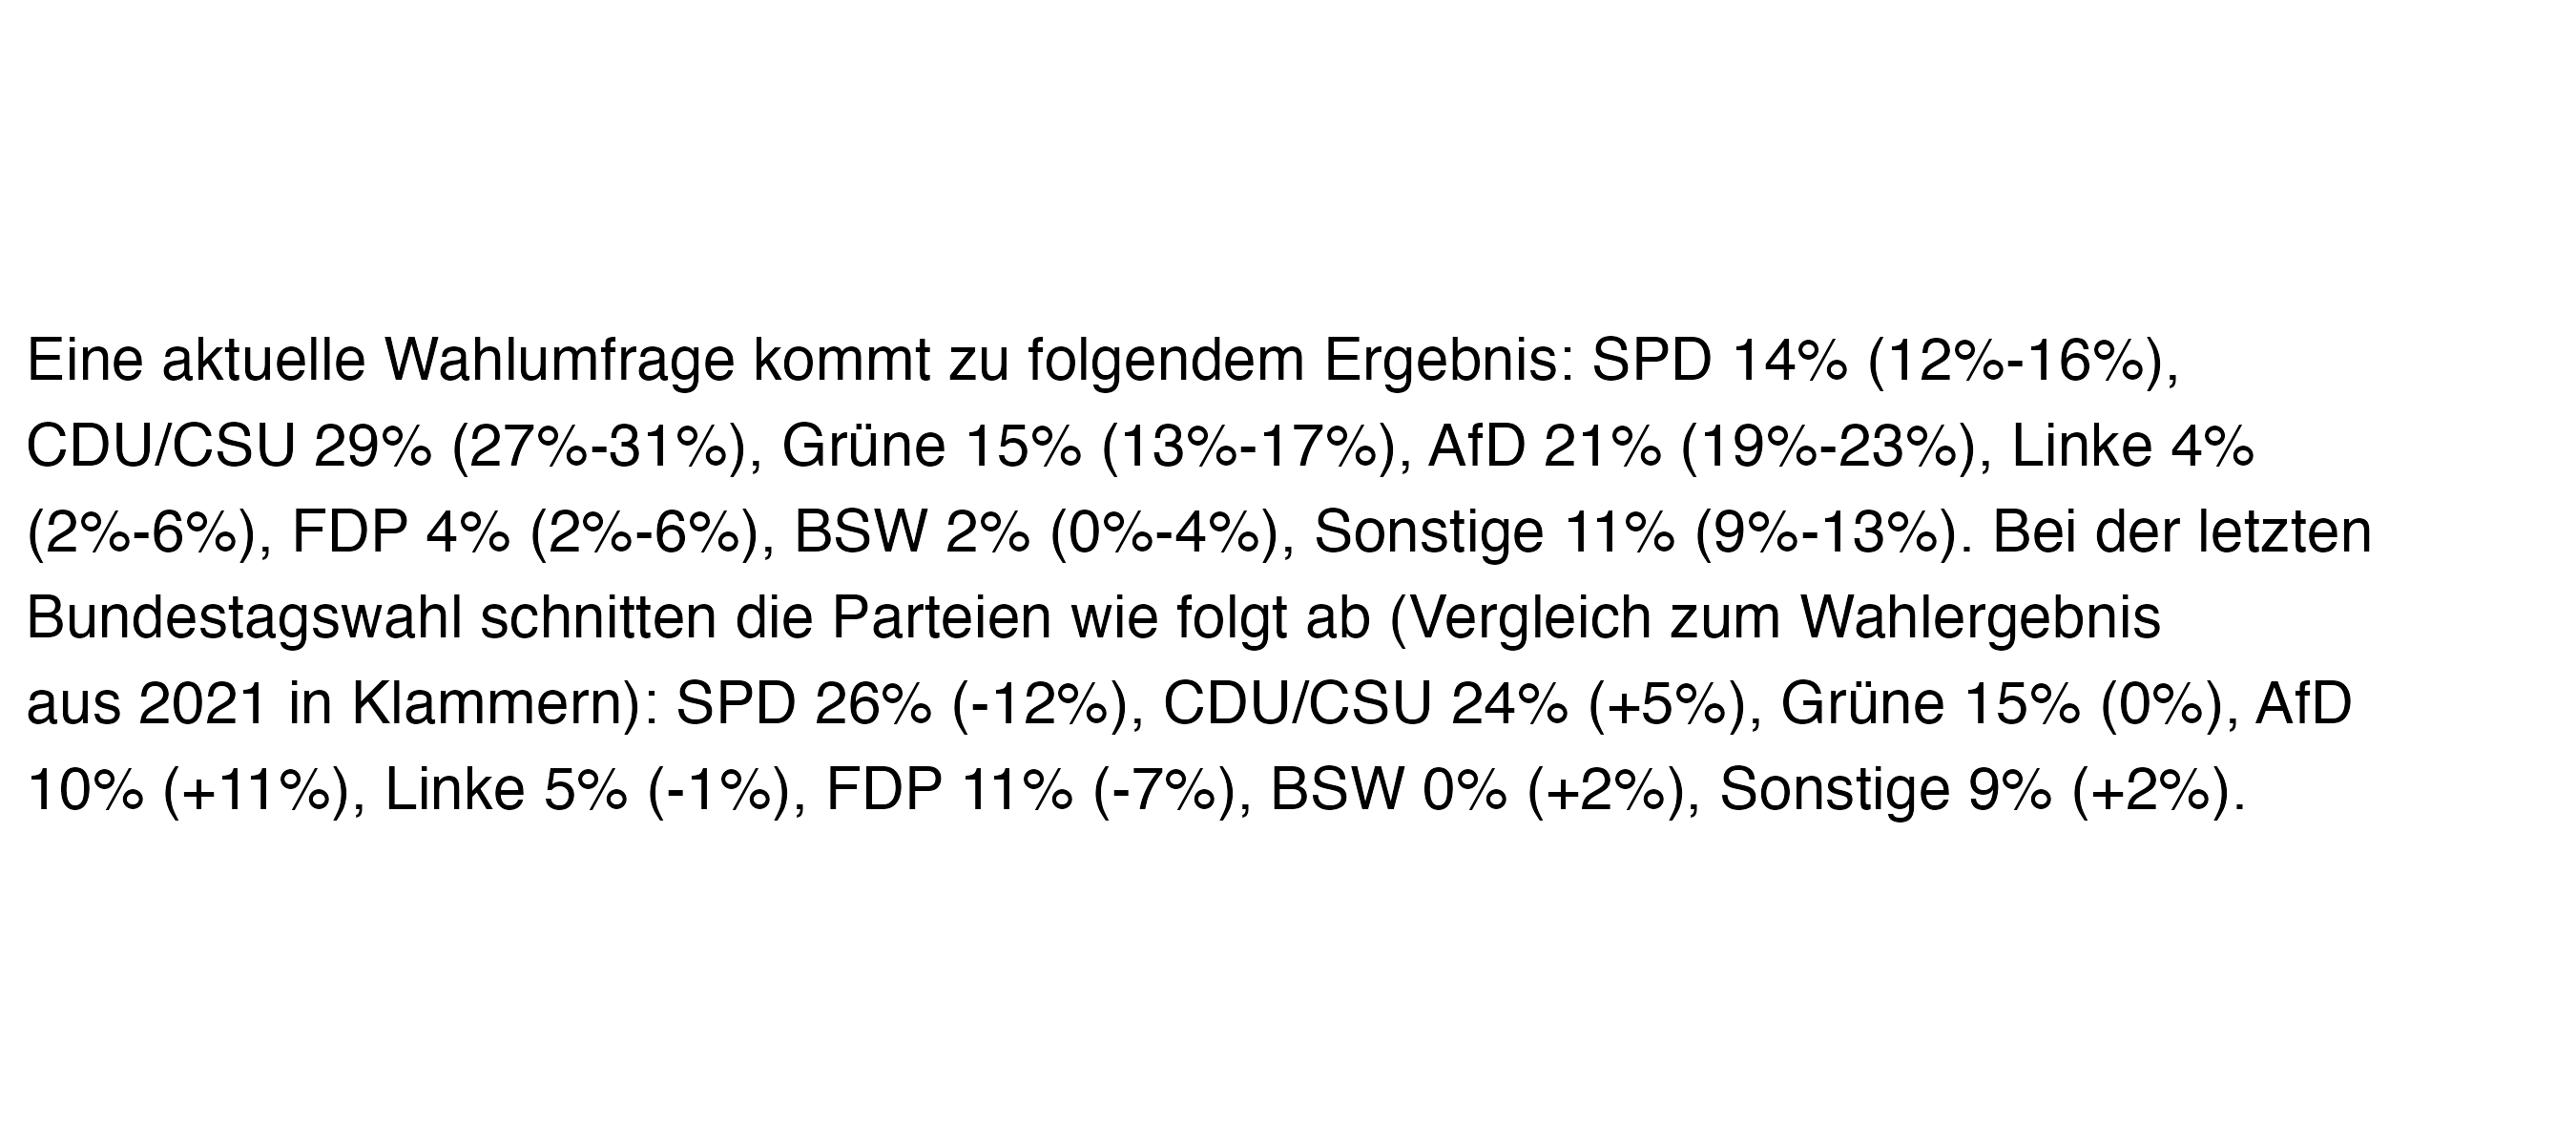 Eine aktuelle Wahlumfrage kommt zu folgendem Ergebnis: SPD 14% (12%-16%),
CDU/CSU 29% (27%-31%), Grüne 15% (13%-17%), AfD 21% (19%-23%), Linke 4%
(2%-6%), FDP 4% (2%-6%), BSW 2% (0%-4%), Sonstige 11% (9%-13%). Bei der letzten
Bundestagswahl schnitten die Parteien wie folgt ab (Vergleich zum Wahlergebnis
aus 2021 in Klammern): SPD 26% (-12%), CDU/CSU 24% (+5%), Grüne 15% (0%), AfD
10% (+11%), Linke 5% (-1%), FDP 11% (-7%), BSW 0% (+2%), Sonstige 9% (+2%).